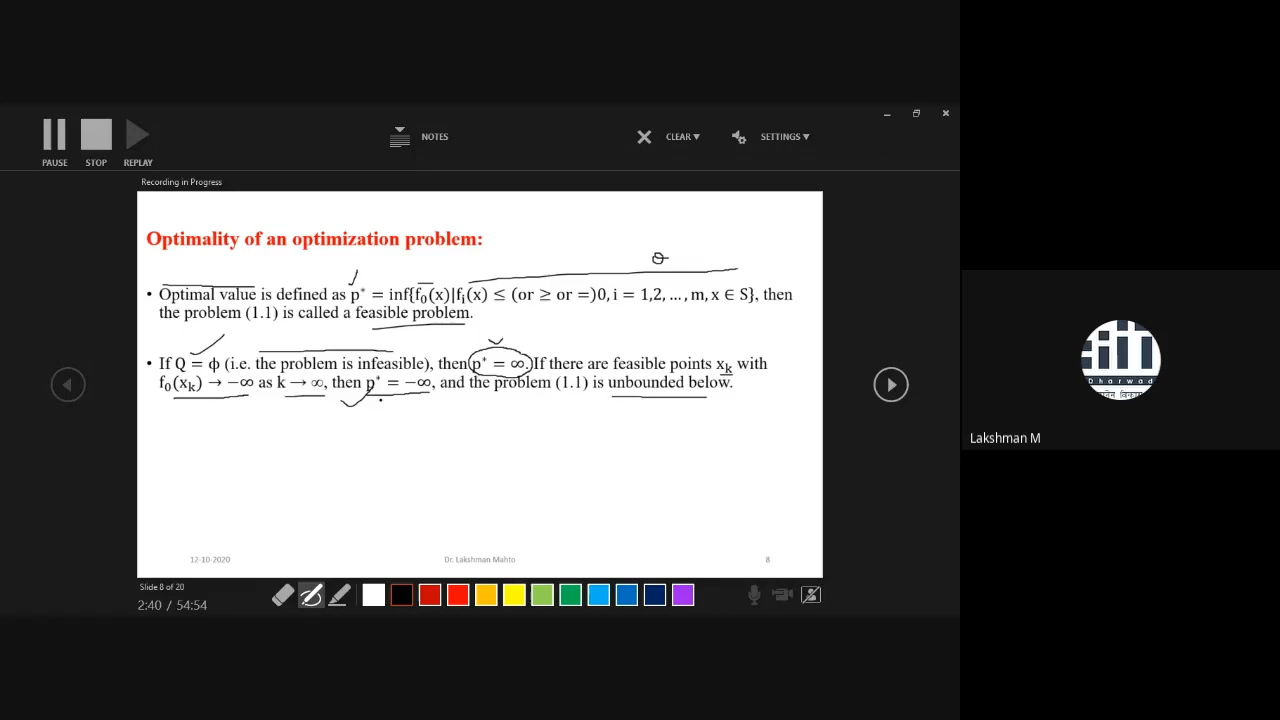 NOTES
CLEAR
SETTINGS
PAUSE STOP REPLAY
Recording in Progress
Optimality of an optimization problem:
Q
• Optimal value is defined as p* = inf{f₀(x)|fᵢ(x) ≤ (or ≥ or =)0, i = 1,2, …, m, x ∈ S}, then
the problem (1.1) is called a feasible problem.
• If Q = ϕ (i.e. the problem is infeasible), then p* = ∞. If there are feasible points xₖ with
f₀(xₖ) → −∞ as k → ∞, then p* = −∞, and the problem (1.1) is unbounded below.
12-10-2020 Dr. Lakshman Mahto 8
Slide 8 of 20
2:40 / 54:54
Dharwad
Lakshman M